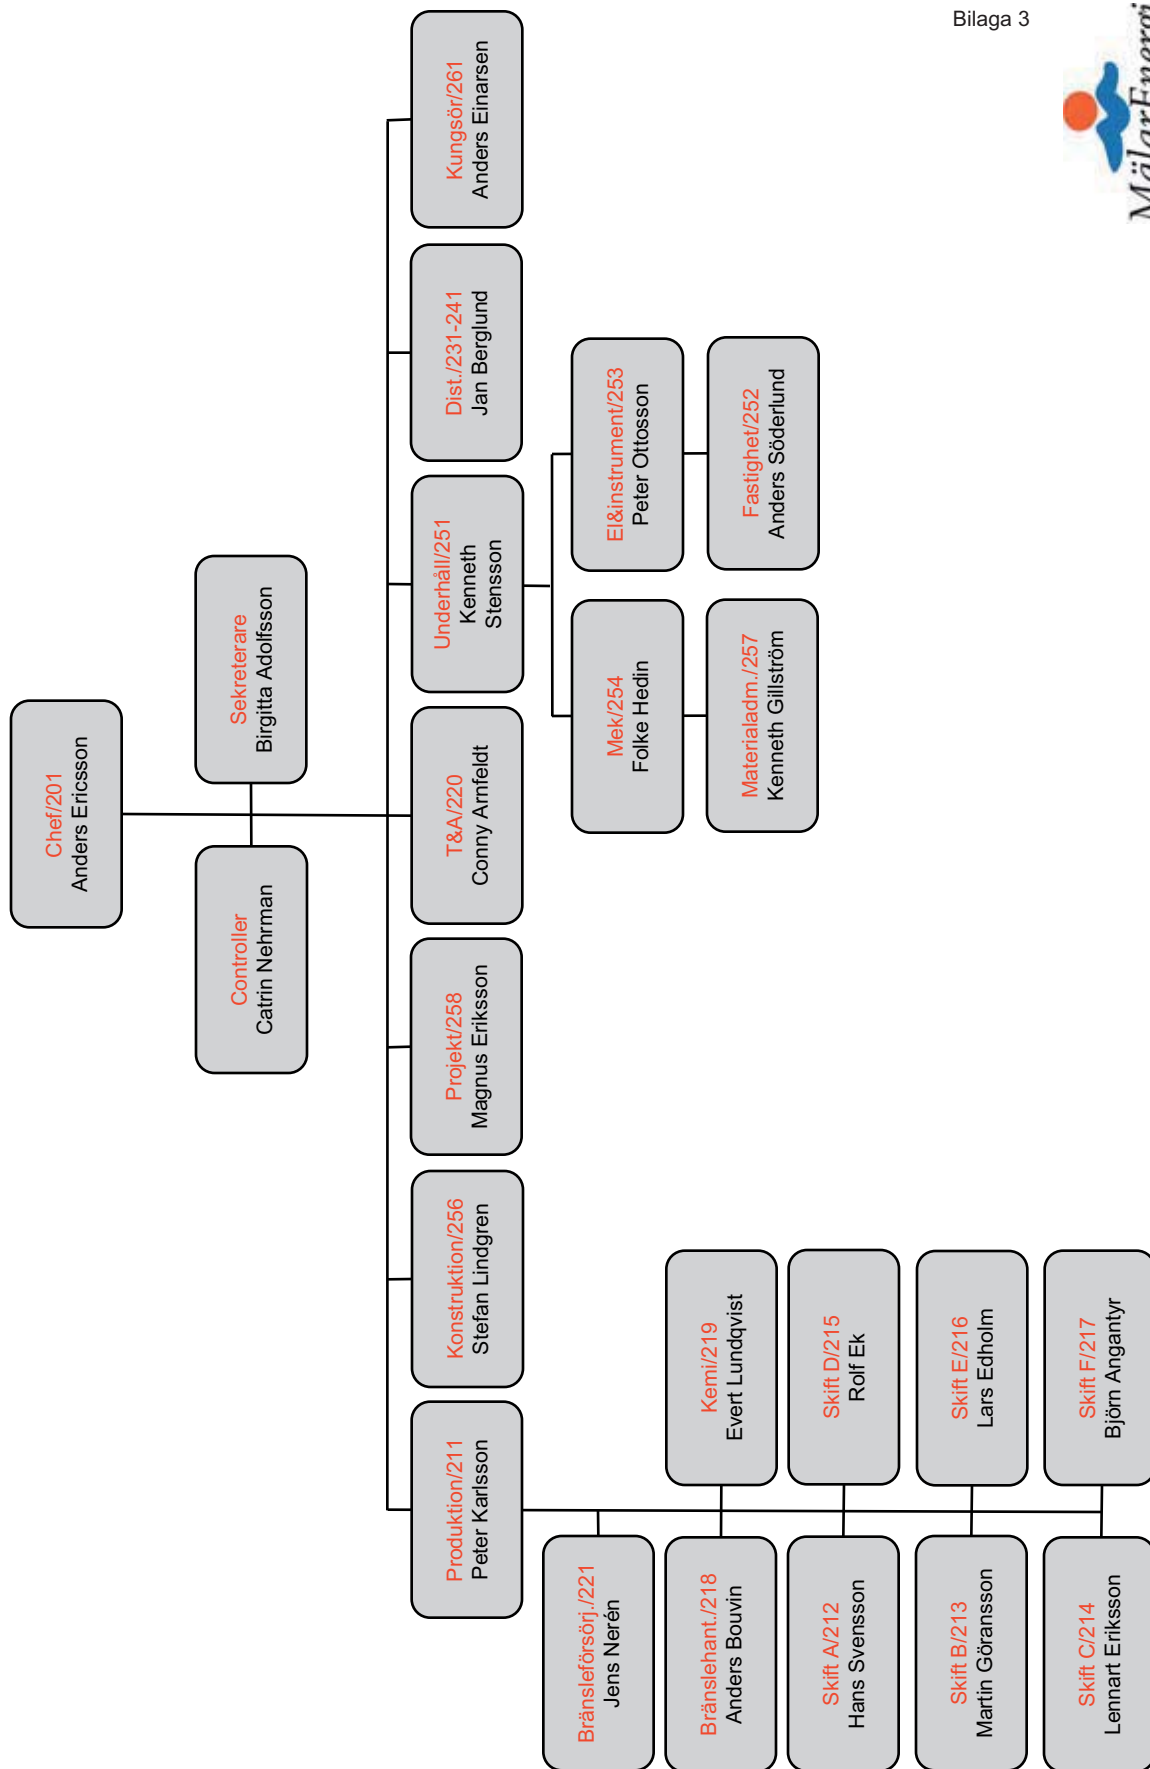 Bilaga 3
MälarEnergi
Chef/201
Anders Ericsson
Controller
Catrin Nehrman
Sekreterare
Birgitta Adolfsson
Produktion/211
Peter Karlsson
Konstruktion/256
Stefan Lindgren
Projekt/258
Magnus Eriksson
T&A/220
Conny Arnfeldt
Underhåll/251
Kenneth
Stensson
Dist./231-241
Jan Berglund
Kungsör/261
Anders Einarsen
Mek/254
Folke Hedin
El&instrument/253
Peter Ottosson
Materialadm./257
Kenneth Gillström
Fastighet/252
Anders Söderlund
Bränsleförsörj./221
Jens Nerén
Bränslehant./218
Anders Bouvin
Kemi/219
Evert Lundqvist
Skift A/212
Hans Svensson
Skift D/215
Rolf Ek
Skift B/213
Martin Göransson
Skift E/216
Lars Edholm
Skift C/214
Lennart Eriksson
Skift F/217
Björn Angantyr